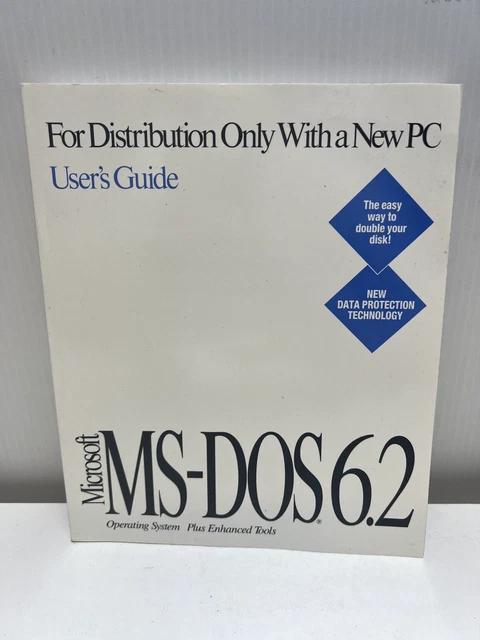 For Distribution Only With a New PC
User's Guide
The easy
way to
double your
disk!
NEW
DATA PROTECTION
TECHNOLOGY
Microsoft
MS-DOS® 6.2
Operating System Plus Enhanced Tools